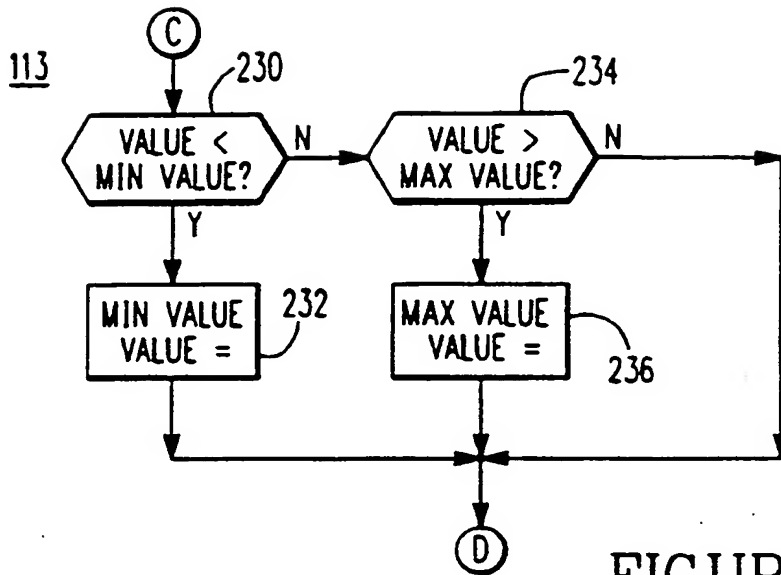 C
113
230
234
VALUE <
MIN VALUE?
N
VALUE >
MAX VALUE?
N
Y
Y
MIN VALUE
VALUE =
232
MAX VALUE
VALUE =
236
D
FIGUR